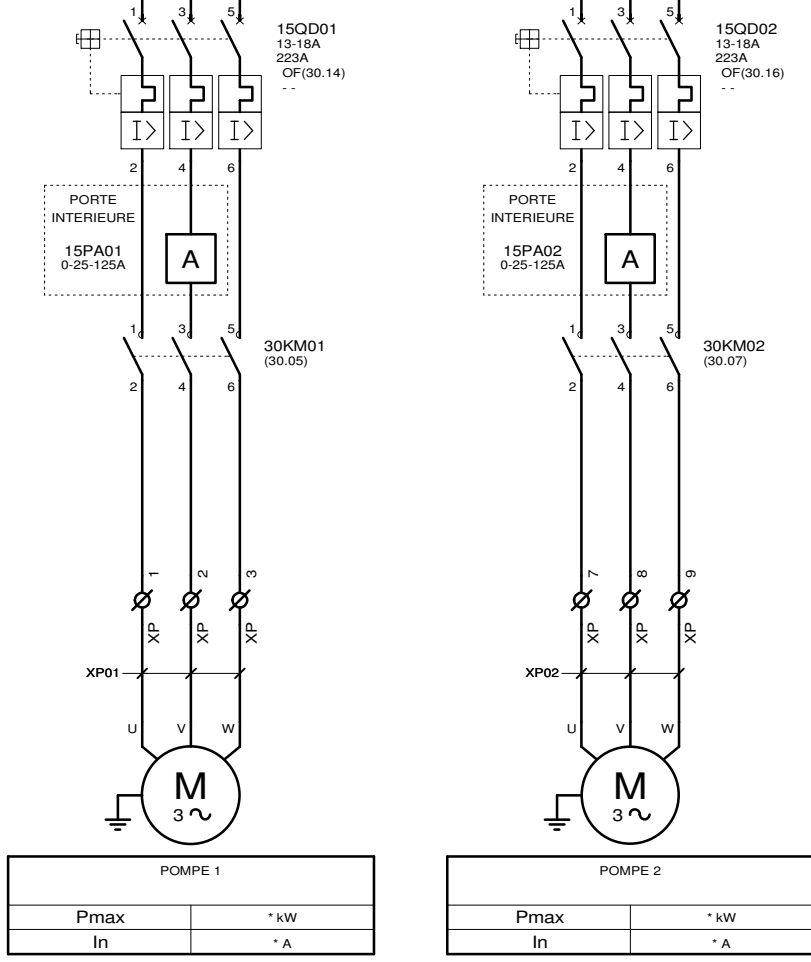 1 3 5
15QD01
13-18A
223A
OF(30.14)
- -
I> I> I>
2 4 6
PORTE
INTERIEURE
15PA01
0-25-125A
A
1 3 5
30KM01
(30.05)
2 4 6
1 2 3
XP XP XP
XP01
U V W
M
3
POMPE 1
Pmax * kW
In * A
1 3 5
15QD02
13-18A
223A
OF(30.16)
- -
I> I> I>
2 4 6
PORTE
INTERIEURE
15PA02
0-25-125A
A
1 3 5
30KM02
(30.07)
2 4 6
7 8 9
XP XP XP
XP02
U V W
M
3
POMPE 2
Pmax * kW
In * A